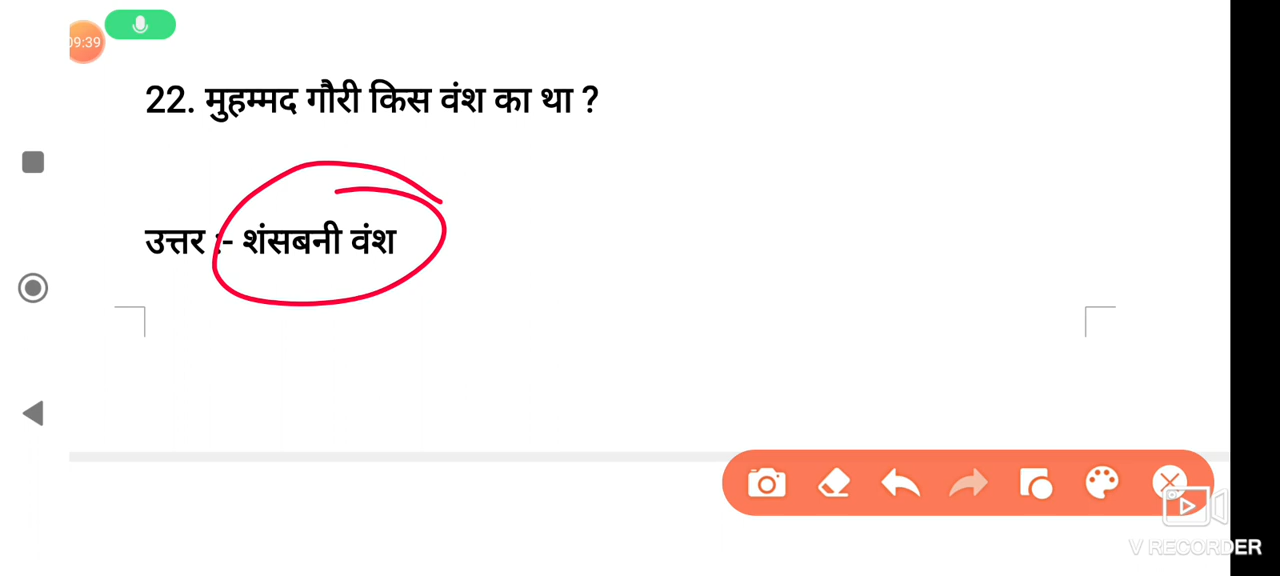 09:39
22. मुहम्मद गौरी किस वंश का था ?
उत्तर :- शंसबनी वंश
V RECORDER